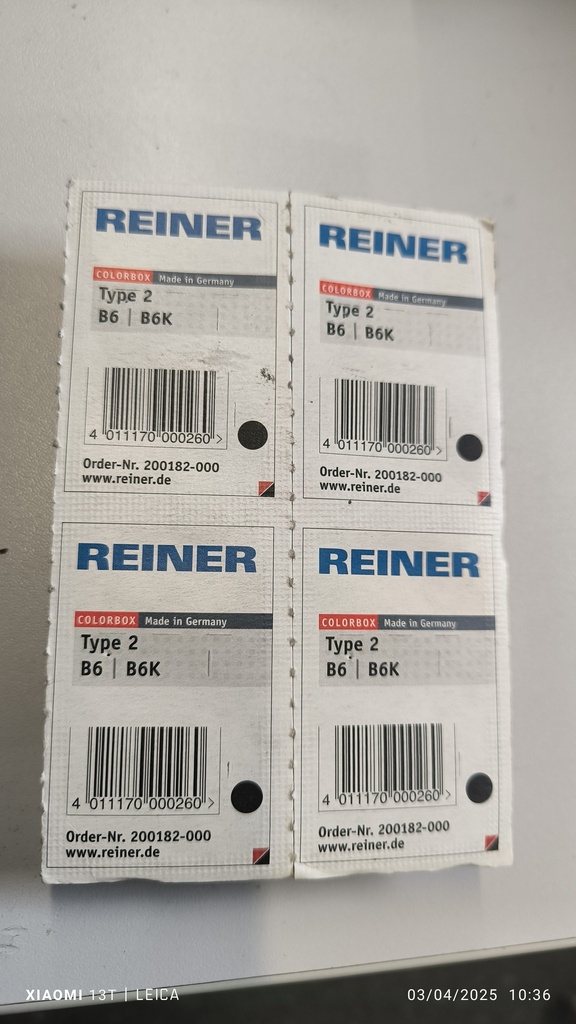 REINER
COLORBOX Made in Germany
Type 2
B6 | B6K
4 011170 000260 >
Order-Nr. 200182-000
www.reiner.de
REINER
COLORBOX Made in Germany
Type 2
B6 | B6K
4 011170 000260 >
Order-Nr. 200182-000
www.reiner.de
REINER
COLORBOX Made in Germany
Type 2
B6 | B6K
4 011170 000260 >
Order-Nr. 200182-000
www.reiner.de
REINER
COLORBOX Made in Germany
Type 2
B6 | B6K
4 011170 000260 >
Order-Nr. 200182-000
www.reiner.de
XIAOMI 13T | LEICA
03/04/2025 10:36